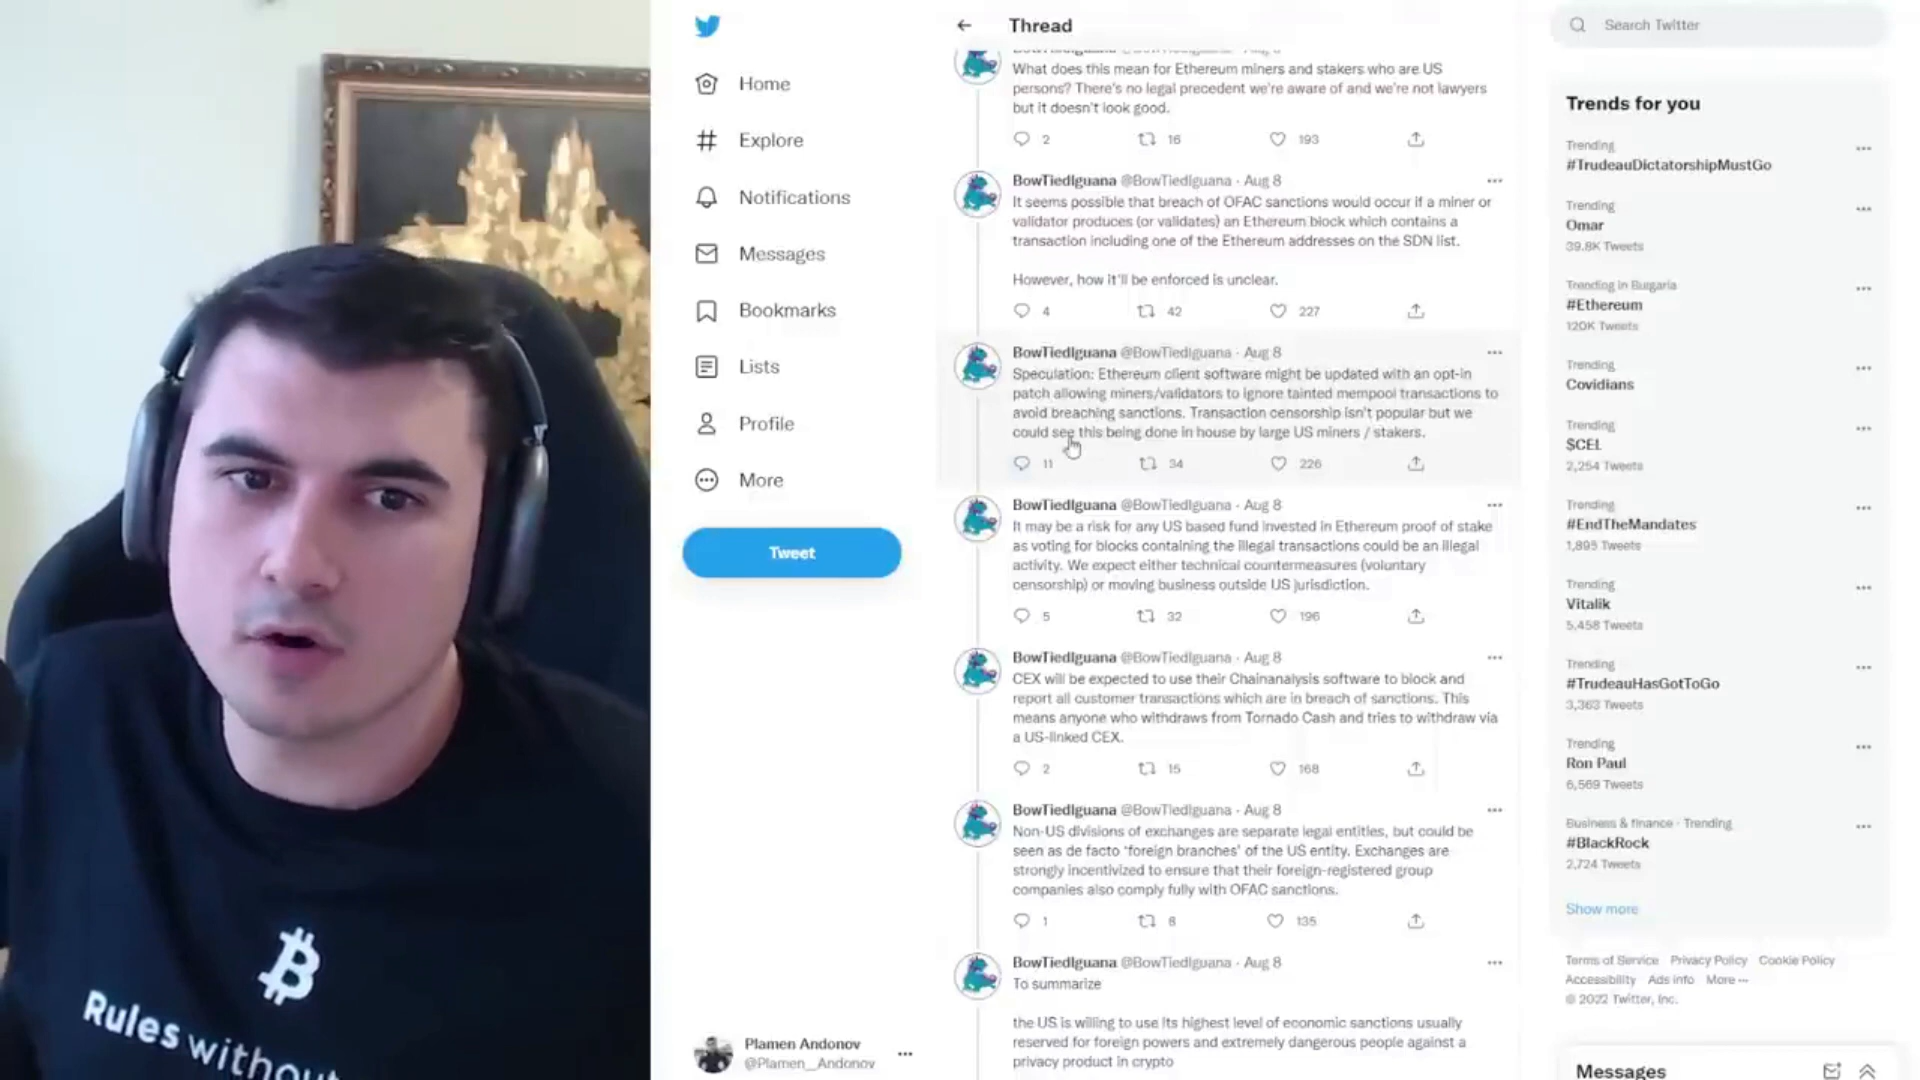 Rules without
Home
Explore
Notifications
Messages
Bookmarks
Lists
Profile
More
Tweet
Plamen Andonov
@Plamen__Andonov
Thread
BowTiedIguana @BowTiedIguana · Aug 8
What does this mean for Ethereum miners and stakers who are US
persons? There's no legal precedent we're aware of and we're not lawyers
but it doesn't look good.
2 16 193
BowTiedIguana @BowTiedIguana · Aug 8
It seems possible that breach of OFAC sanctions would occur if a miner or
validator produces (or validates) an Ethereum block which contains a
transaction including one of the Ethereum addresses on the SDN list.
However, how it'll be enforced is unclear.
4 42 227
BowTiedIguana @BowTiedIguana · Aug 8
Speculation: Ethereum client software might be updated with an opt-in
patch allowing miners/validators to ignore tainted mempool transactions to
avoid breaching sanctions. Transaction censorship isn't popular but we
could see this being done in house by large US miners / stakers.
11 34 226
BowTiedIguana @BowTiedIguana · Aug 8
It may be a risk for any US based fund invested in Ethereum proof of stake
as voting for blocks containing the illegal transactions could be an illegal
activity. We expect either technical countermeasures (voluntary
censorship) or moving business outside US jurisdiction.
5 32 196
BowTiedIguana @BowTiedIguana · Aug 8
CEX will be expected to use their Chainanalysis software to block and
report all customer transactions which are in breach of sanctions. This
means anyone who withdraws from Tornado Cash and tries to withdraw via
a US-linked CEX.
2 15 168
BowTiedIguana @BowTiedIguana · Aug 8
Non-US divisions of exchanges are separate legal entities, but could be
seen as de facto 'foreign branches' of the US entity. Exchanges are
strongly incentivized to ensure that their foreign-registered group
companies also comply fully with OFAC sanctions.
1 8 135
BowTiedIguana @BowTiedIguana · Aug 8
To summarize
the US is willing to use its highest level of economic sanctions usually
reserved for foreign powers and extremely dangerous people against a
privacy product in crypto
Search Twitter
Trends for you
Trending
#TrudeauDictatorshipMustGo
Trending
Omar
39.8K Tweets
Trending in Bulgaria
#Ethereum
120K Tweets
Trending
Covidians
Trending
$CEL
2,254 Tweets
Trending
#EndTheMandates
1,895 Tweets
Trending
Vitalik
5,458 Tweets
Trending
#TrudeauHasGotToGo
3,363 Tweets
Trending
Ron Paul
6,569 Tweets
Business & finance · Trending
#BlackRock
2,724 Tweets
Show more
Terms of Service Privacy Policy Cookie Policy
Accessibility Ads info More ···
© 2022 Twitter, Inc.
Messages